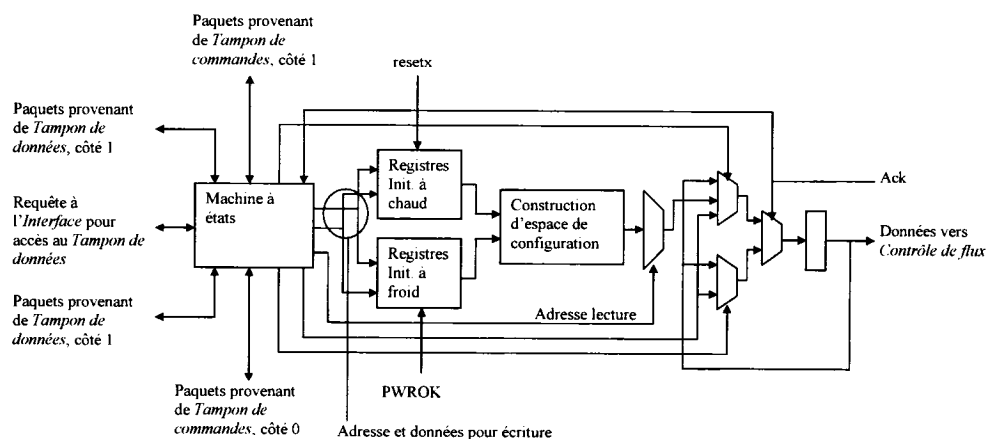 Paquets provenant
de Tampon de
commandes, côté 1
resetx
Paquets provenant
de Tampon de
données, côté 1
Requête à
l'Interface pour
accès au Tampon de
données
Paquets provenant
de Tampon de
données, côté 1
Machine à
états
Registres
Init. à
chaud
Registres
Init. à
froid
Construction
d'espace de
configuration
Ack
Données vers
Contrôle de flux
Adresse lecture
PWROK
Paquets provenant
de Tampon de
commandes, côté 0
Adresse et données pour écriture